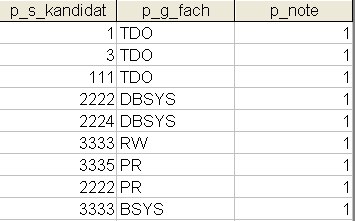 p_s_kandidat p_g_fach p_note
1 TDO 1
3 TDO 1
111 TDO 1
2222 DBSYS 1
2224 DBSYS 1
3333 RW 1
3335 PR 1
2222 PR 1
3333 BSYS 1